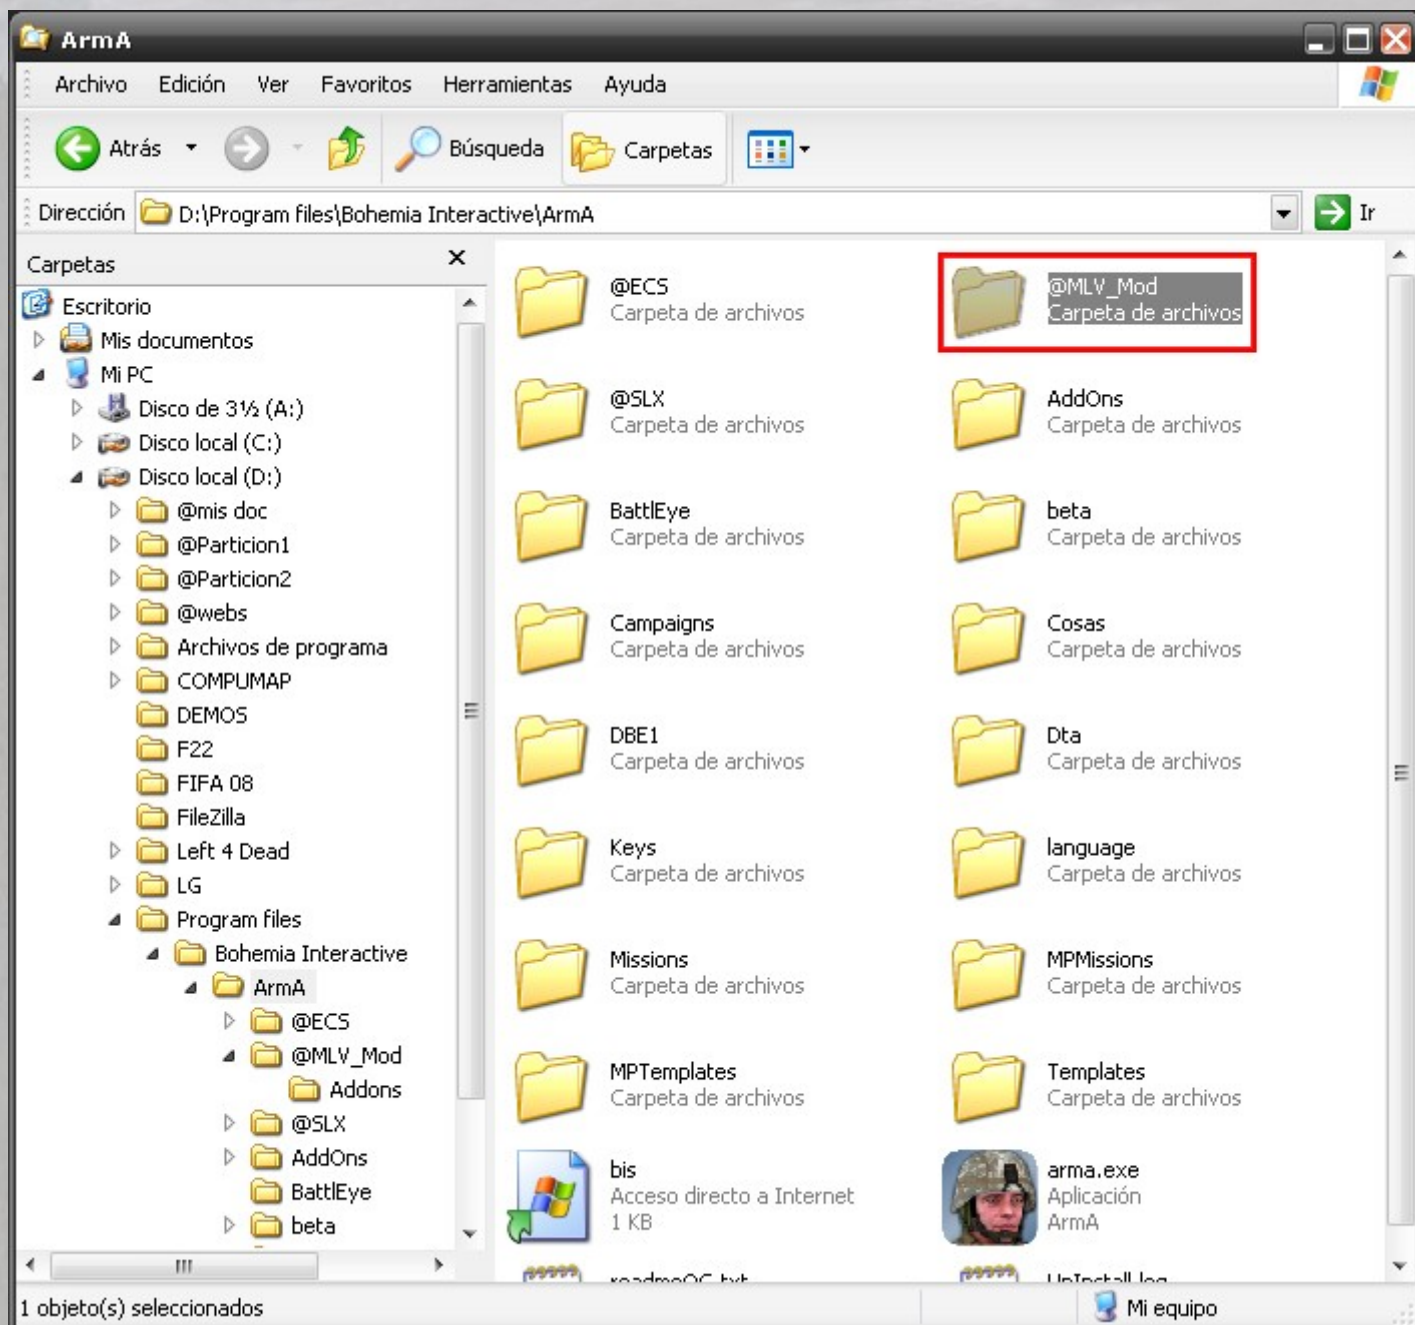 ArmA
Archivo Edición Ver Favoritos Herramientas Ayuda
Atrás Búsqueda Carpetas
Dirección D:\Program files\Bohemia Interactive\ArmA Ir
Carpetas
Escritorio
Mis documentos
Mi PC
Disco de 3½ (A:)
Disco local (C:)
Disco local (D:)
@mis doc
@Particion1
@Particion2
@webs
Archivos de programa
COMPUMAP
DEMOS
F22
FIFA 08
FileZilla
Left 4 Dead
LG
Program files
Bohemia Interactive
ArmA
@ECS
@MLV_Mod
Addons
@SLX
AddOns
BattlEye
beta
@ECS
Carpeta de archivos
@MLV_Mod
Carpeta de archivos
@SLX
Carpeta de archivos
AddOns
Carpeta de archivos
BattlEye
Carpeta de archivos
beta
Carpeta de archivos
Campaigns
Carpeta de archivos
Cosas
Carpeta de archivos
DBE1
Carpeta de archivos
Dta
Carpeta de archivos
Keys
Carpeta de archivos
language
Carpeta de archivos
Missions
Carpeta de archivos
MPMissions
Carpeta de archivos
MPTemplates
Carpeta de archivos
Templates
Carpeta de archivos
bis
Acceso directo a Internet
1 KB
arma.exe
Aplicación
ArmA
readmeOC.txt
UnInstall.log
1 objeto(s) seleccionados
Mi equipo